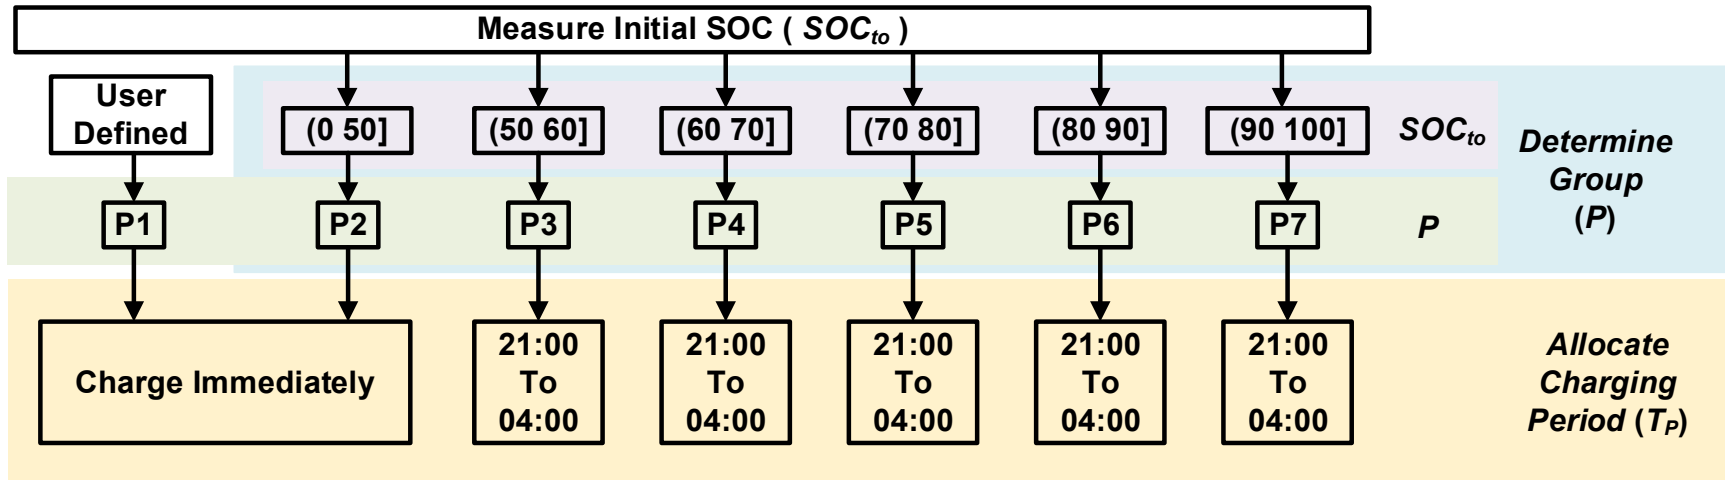 Measure Initial SOC ( SOCto )
User
Defined
(0 50]
(50 60]
(60 70]
(70 80]
(80 90]
(90 100]
SOCto
Determine
Group
(P)
P1
P2
P3
P4
P5
P6
P7
P
Charge Immediately
21:00
To
04:00
21:00
To
04:00
21:00
To
04:00
21:00
To
04:00
21:00
To
04:00
Allocate
Charging
Period (TP)